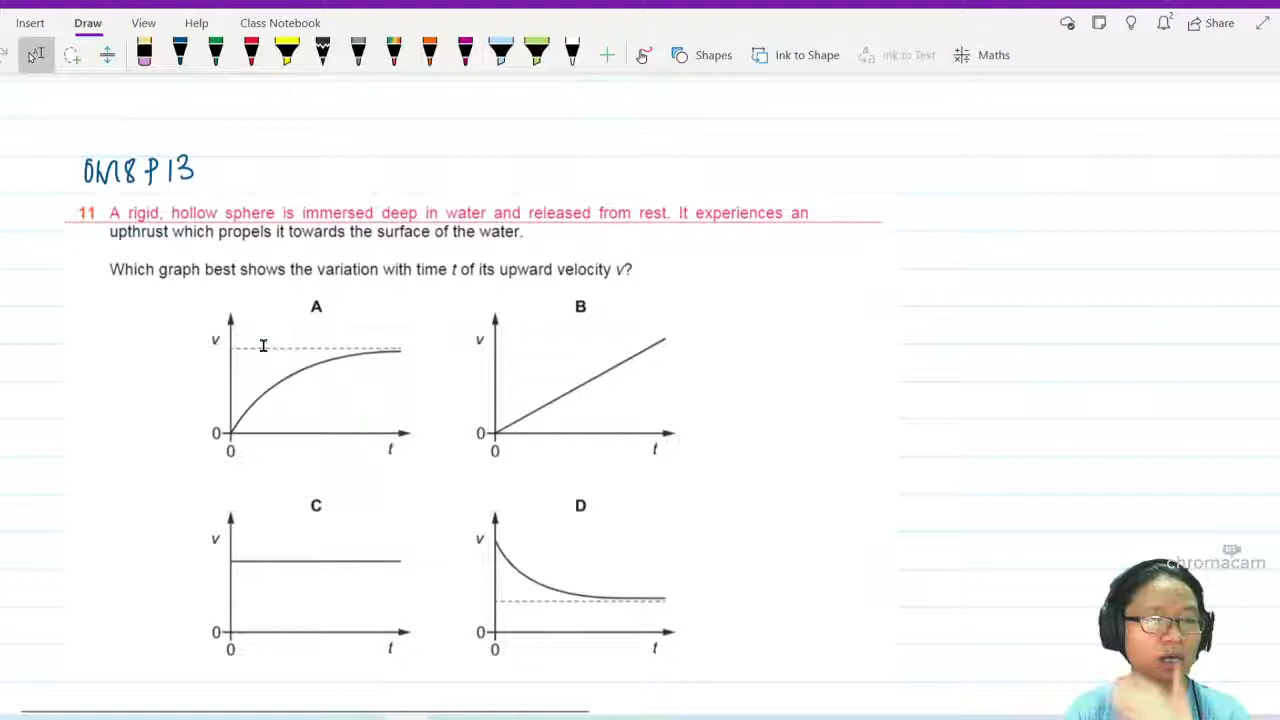 Insert Draw View Help Class Notebook Share
Shapes Ink to Shape Ink to Text Maths
ON18 P13
11 A rigid, hollow sphere is immersed deep in water and released from rest. It experiences an
upthrust which propels it towards the surface of the water.
Which graph best shows the variation with time t of its upward velocity v?
A B
v v
0 0
0 t 0 t
C D
v v
0 0
0 t 0 t
chromacam